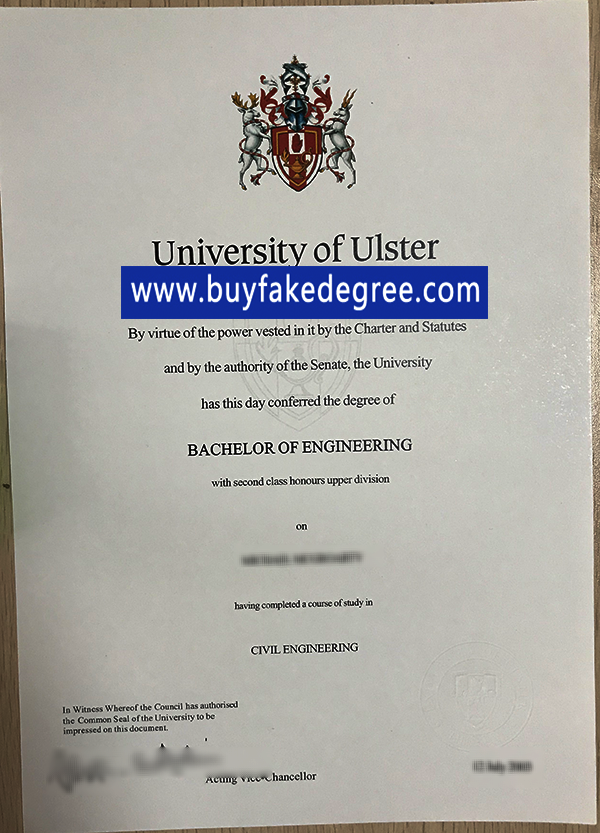 University of Ulster
www.buyfakedegree.com
By virtue of the power vested in it by the Charter and Statutes
and by the authority of the Senate, the University
has this day conferred the degree of
BACHELOR OF ENGINEERING
with second class honours upper division
on
having completed a course of study in
CIVIL ENGINEERING
In Witness Whereof the Council has authorised
the Common Seal of the University to be
impressed on this document.
Acting Vice-Chancellor